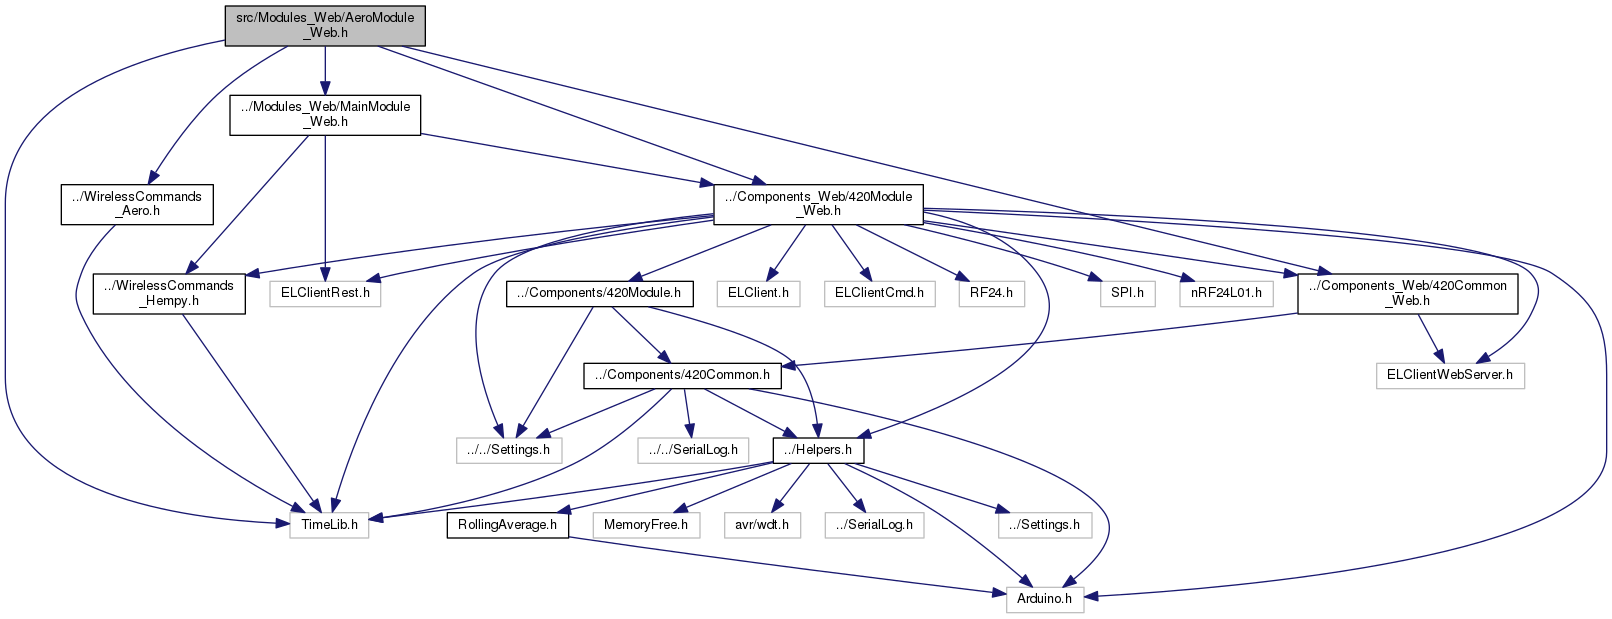 src/Modules_Web/AeroModule
_Web.h
../Modules_Web/MainModule
_Web.h
../WirelessCommands
_Aero.h
../Components_Web/420Module
_Web.h
../WirelessCommands
_Hempy.h
ELClientRest.h
../Components/420Module.h
ELClient.h
ELClientCmd.h
RF24.h
SPI.h
nRF24L01.h
../Components_Web/420Common
_Web.h
../Components/420Common.h
ELClientWebServer.h
../../Settings.h
../../SerialLog.h
../Helpers.h
TimeLib.h
RollingAverage.h
MemoryFree.h
avr/wdt.h
../SerialLog.h
../Settings.h
Arduino.h